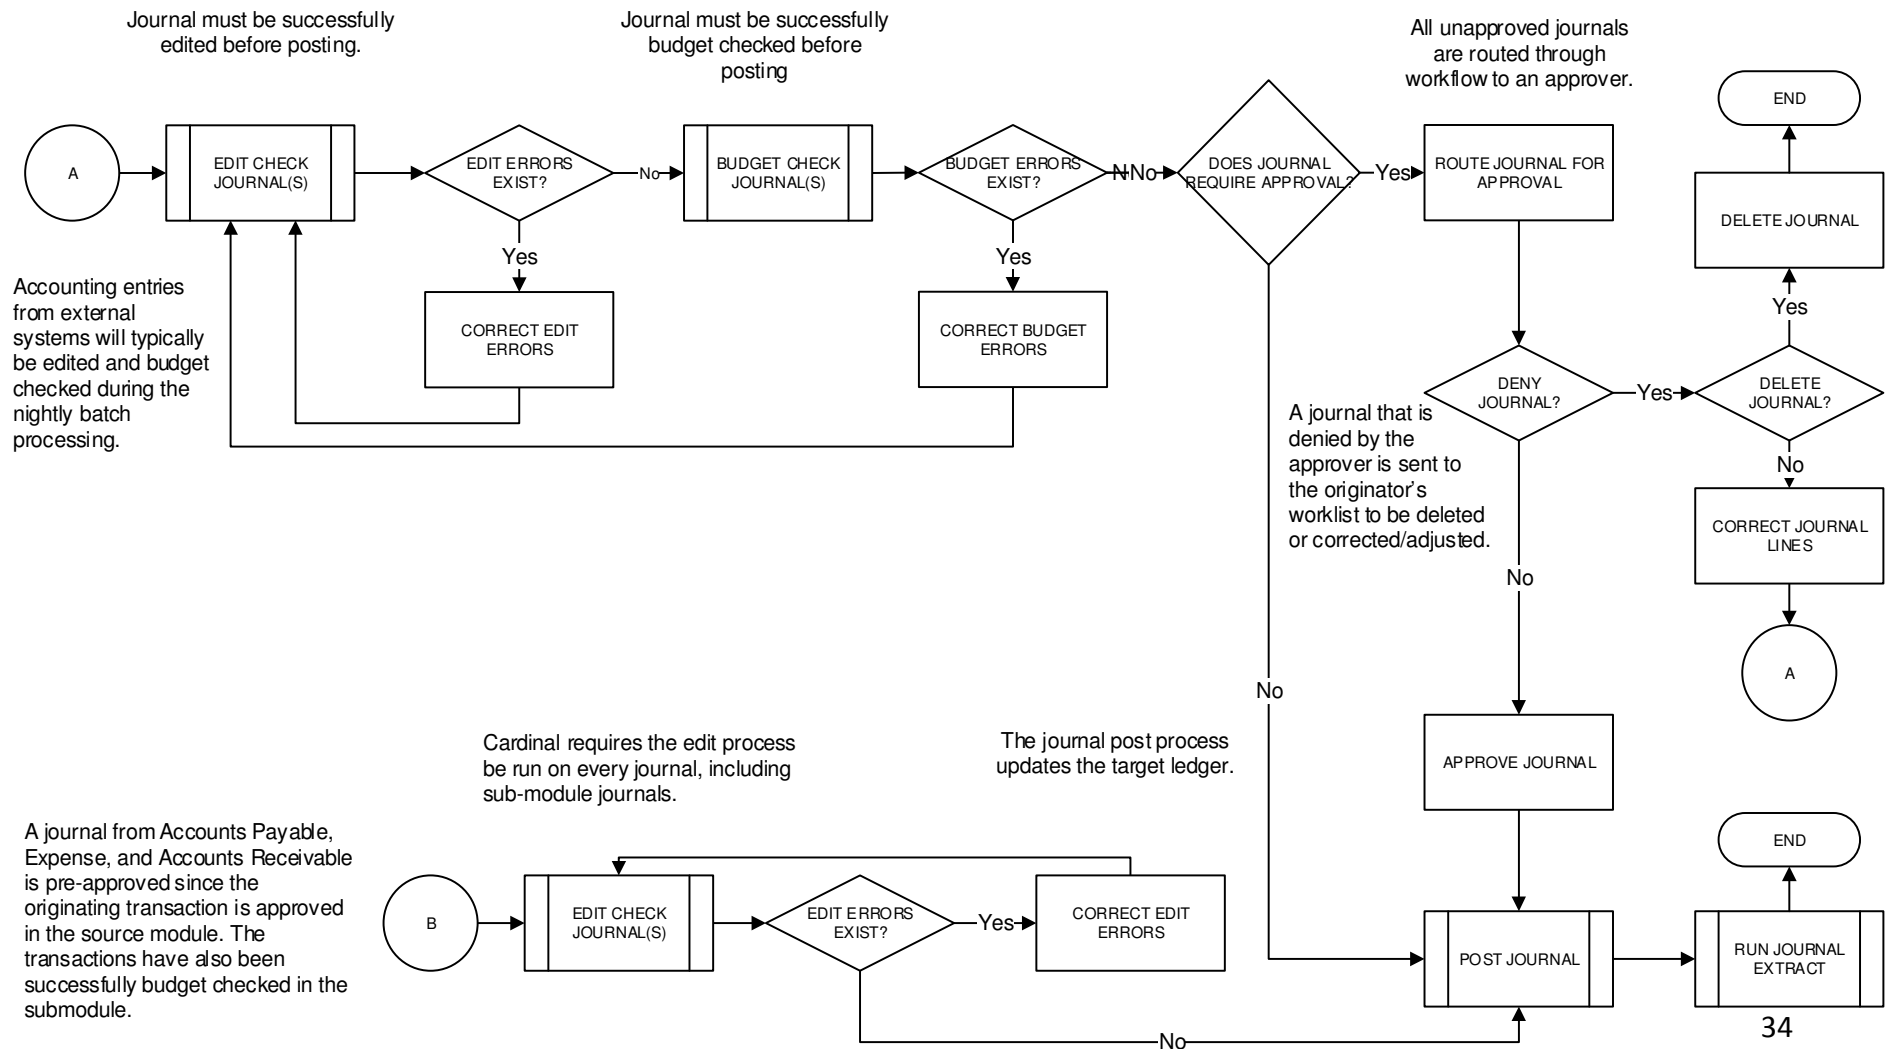 Journal must be successfully
edited before posting.
Journal must be successfully
budget checked before
posting
All unapproved journals
are routed through
workflow to an approver.
END
A
EDIT CHECK
JOURNAL(S)
EDIT ERRORS
EXIST?
No
BUDGET CHECK
JOURNAL(S)
BUDGET ERRORS
EXIST?
NNo
DOES JOURNAL
REQUIRE APPROVAL?
Yes
ROUTE JOURNAL FOR
APPROVAL
DELETE JOURNAL
Yes
Yes
Yes
Accounting entries
from external
systems will typically
be edited and budget
checked during the
nightly batch
processing.
CORRECT EDIT
ERRORS
CORRECT BUDGET
ERRORS
DENY
JOURNAL?
Yes
DELETE
JOURNAL?
A journal that is
denied by the
approver is sent to
the originator's
worklist to be deleted
or corrected/adjusted.
No
CORRECT JOURNAL
LINES
No
A
No
Cardinal requires the edit process
be run on every journal, including
sub-module journals.
The journal post process
updates the target ledger.
APPROVE JOURNAL
A journal from Accounts Payable,
Expense, and Accounts Receivable
is pre-approved since the
originating transaction is approved
in the source module. The
transactions have also been
successfully budget checked in the
submodule.
END
B
EDIT CHECK
JOURNAL(S)
EDIT ERRORS
EXIST?
Yes
CORRECT EDIT
ERRORS
POST JOURNAL
RUN JOURNAL
EXTRACT
No
34